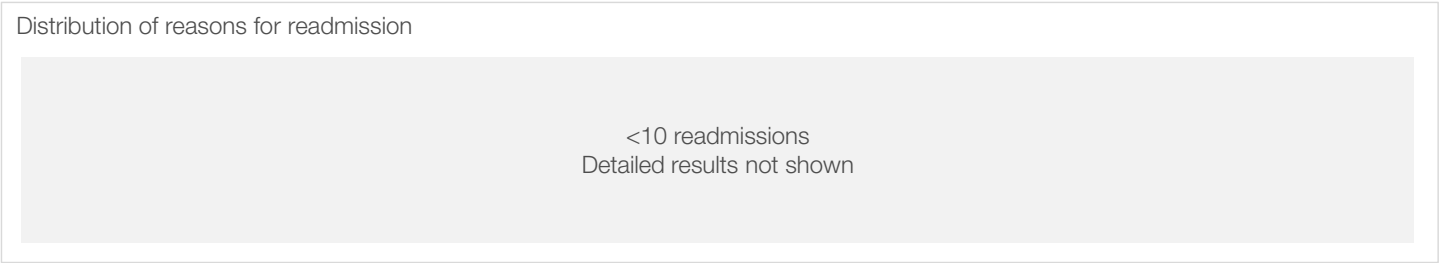 Distribution of reasons for readmission
<10 readmissions
Detailed results not shown